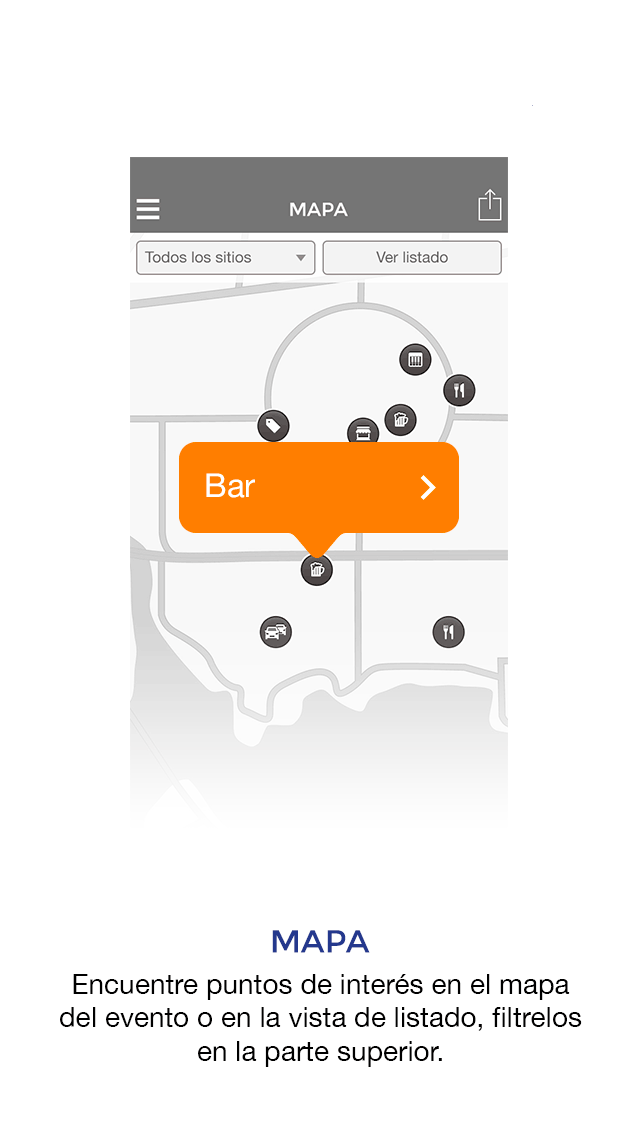 MAPA
Todos los sitios
Ver listado
Bar
MAPA
Encuentre puntos de interés en el mapa
del evento o en la vista de listado, filtrelos
en la parte superior.